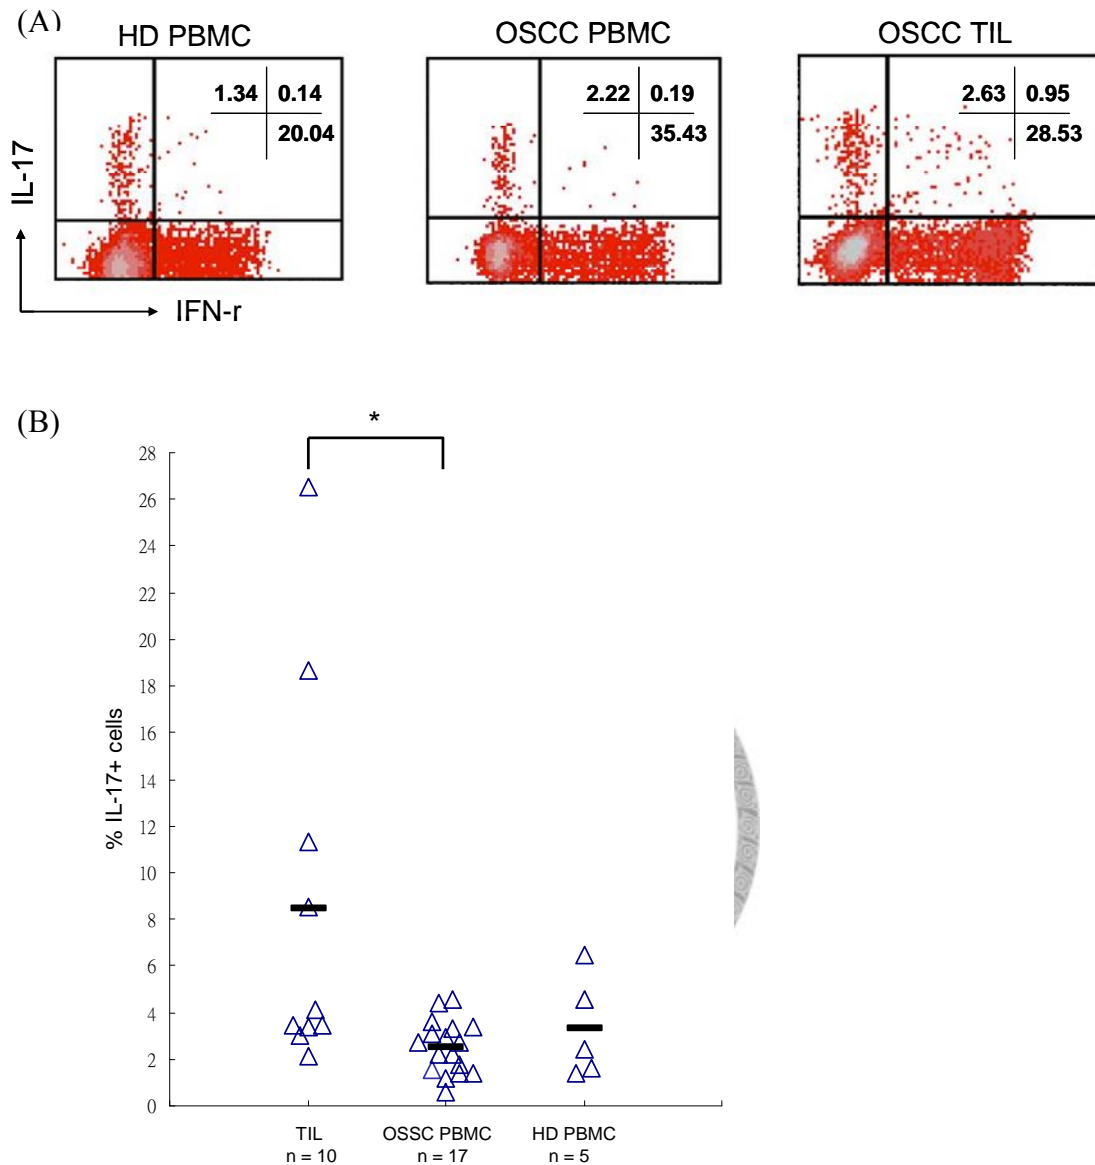 (A)
HD PBMC
OSCC PBMC
OSCC TIL
1.34 0.14
20.04
2.22 0.19
35.43
2.63 0.95
28.53
IL-17
IFN-r
(B)
*
28
26
24
22
20
18
16
14
12
10
8
6
4
2
0
% IL-17+ cells
TIL
n = 10
OSSC PBMC
n = 17
HD PBMC
n = 5